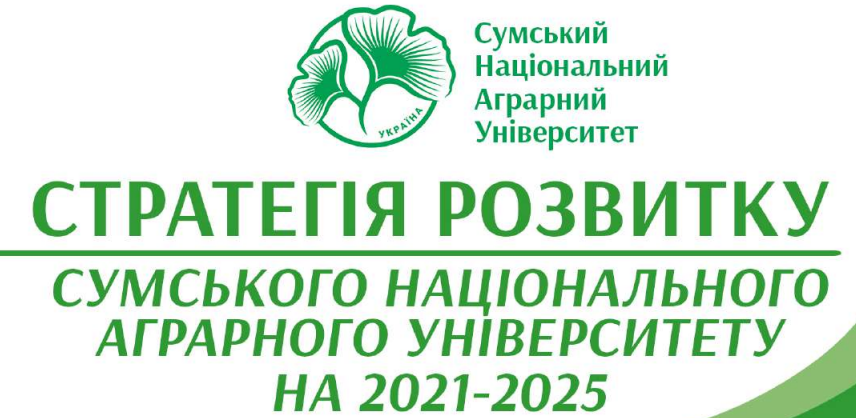 Сумський
Національний
Аграрний
Університет
УКРАЇНА
СТРАТЕГІЯ РОЗВИТКУ
СУМСЬКОГО НАЦІОНАЛЬНОГО
АГРАРНОГО УНІВЕРСИТЕТУ
НА 2021-2025